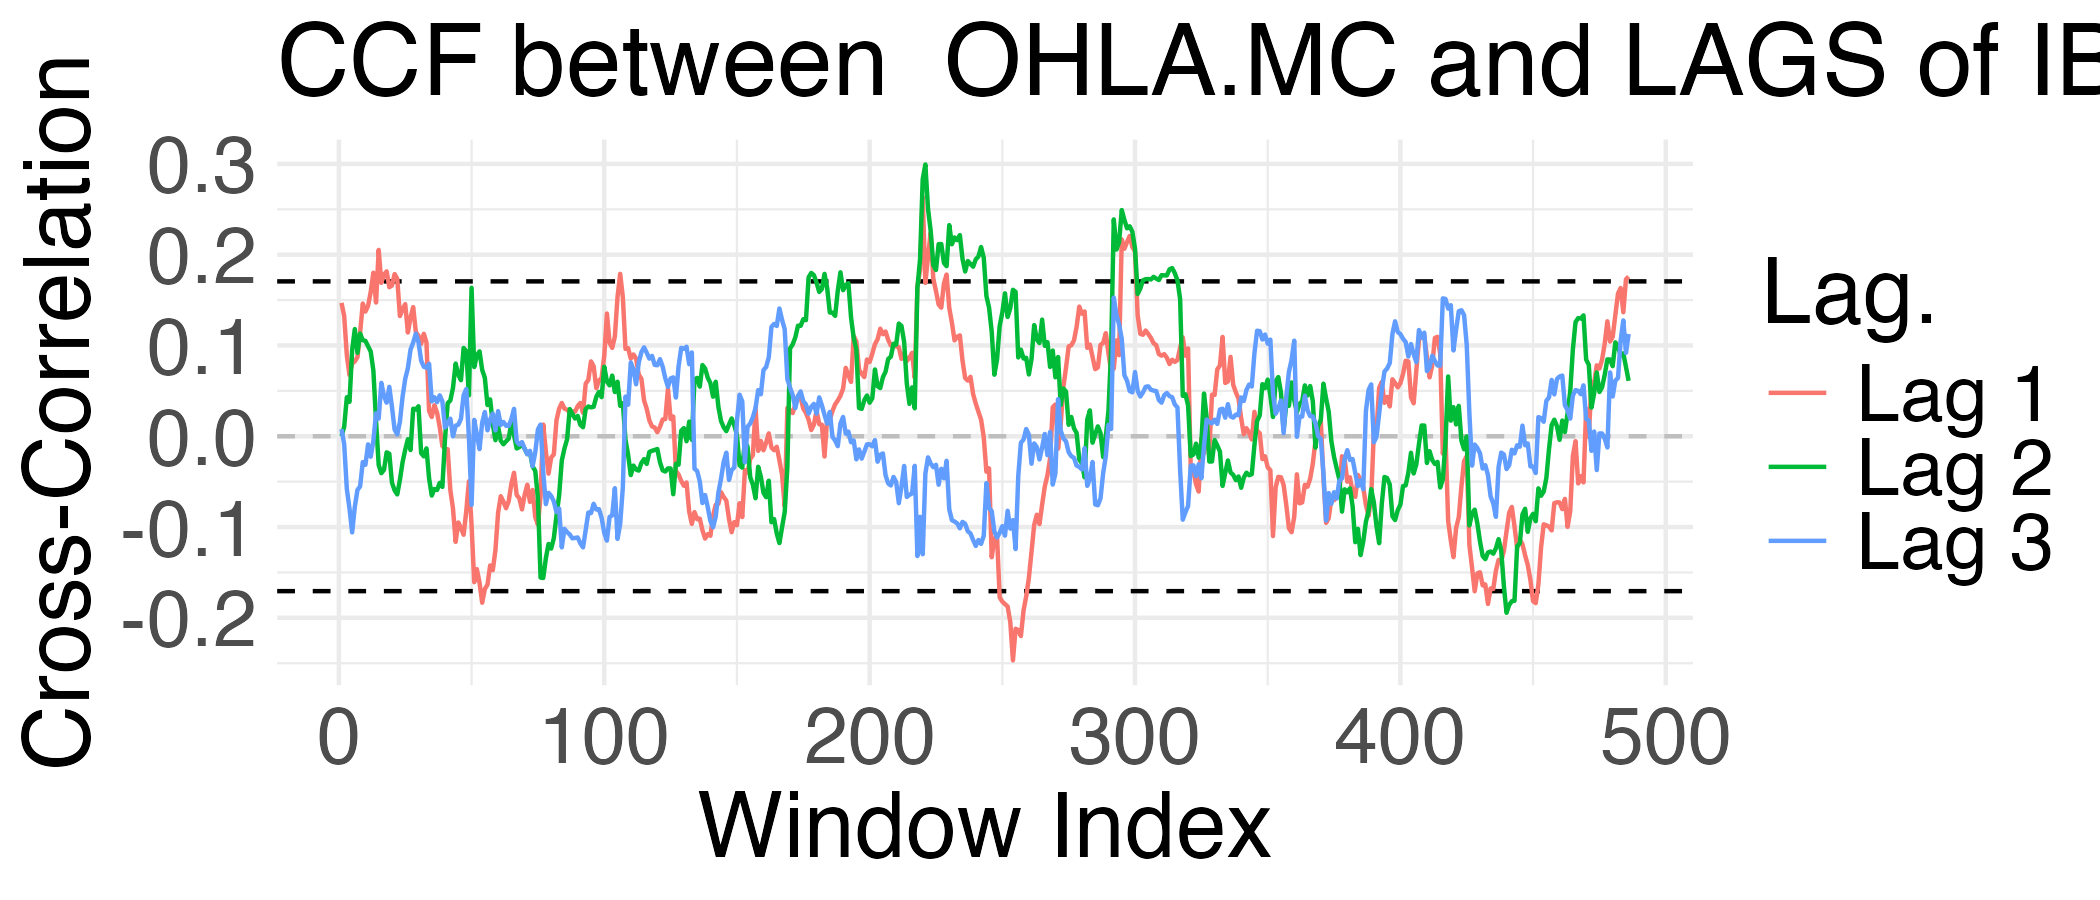 CCF between  OHLA.MC and LAGS of IB
Cross-Correlation
0.3
0.2
0.1
0.0
-0.1
-0.2
0 100 200 300 400 500
Window Index
Lag.
Lag 1
Lag 2
Lag 3